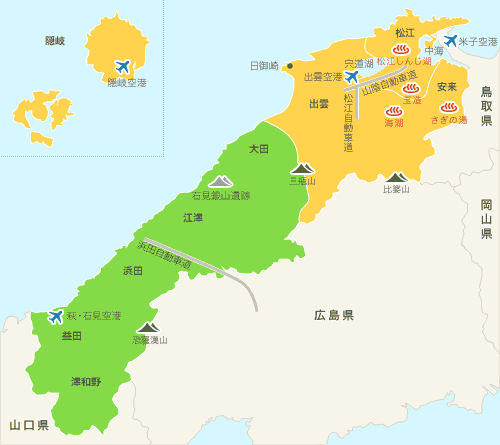 隠岐
隠岐空港
松江
中海
米子空港
松江しんじ湖
宍道湖
日御崎
出雲空港
山陰自動車道
安来
玉造
出雲
松江自動車道
海湖
さぎの湯
鳥取県
大田
三瓶山
比婆山
石見銀山遺跡
岡山県
江澤
浜田自動車道
浜田
萩・石見空港
広島県
益田
恐羅漢山
澤和野
山口県